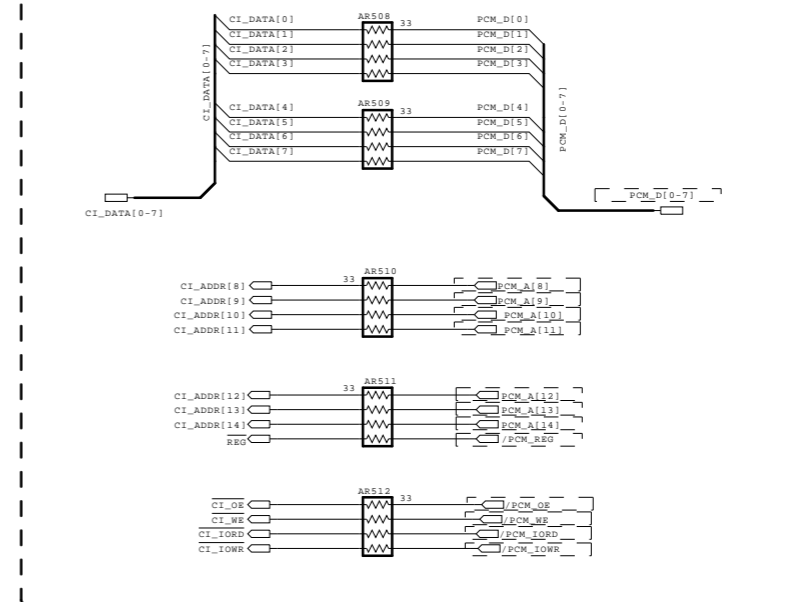 CI_DATA[0] AR508 33 PCM_D[0]
CI_DATA[1] PCM_D[1]
CI_DATA[2] PCM_D[2]
CI_DATA[3] PCM_D[3]
CI_DATA[0-7]
CI_DATA[4] AR509 33 PCM_D[4]
CI_DATA[5] PCM_D[5]
CI_DATA[6] PCM_D[6]
CI_DATA[7] PCM_D[7]
PCM_D[0-7]
PCM_D[0-7]
CI_DATA[0-7]
33 AR510
CI_ADDR[8] PCM_A[8]
CI_ADDR[9] PCM_A[9]
CI_ADDR[10] PCM_A[10]
CI_ADDR[11] PCM_A[11]
33 AR511
CI_ADDR[12] PCM_A[12]
CI_ADDR[13] PCM_A[13]
CI_ADDR[14] PCM_A[14]
REG /PCM_REG
AR512 33
CI_OE /PCM_OE
CI_WE /PCM_WE
CI_IORD /PCM_IORD
CI_IOWR /PCM_IOWR